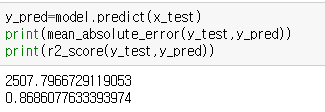 y_pred=model.predict(x_test)
print(mean_absolute_error(y_test,y_pred))
print(r2_score(y_test,y_pred))
2507.7966729119053
0.8686077633393974